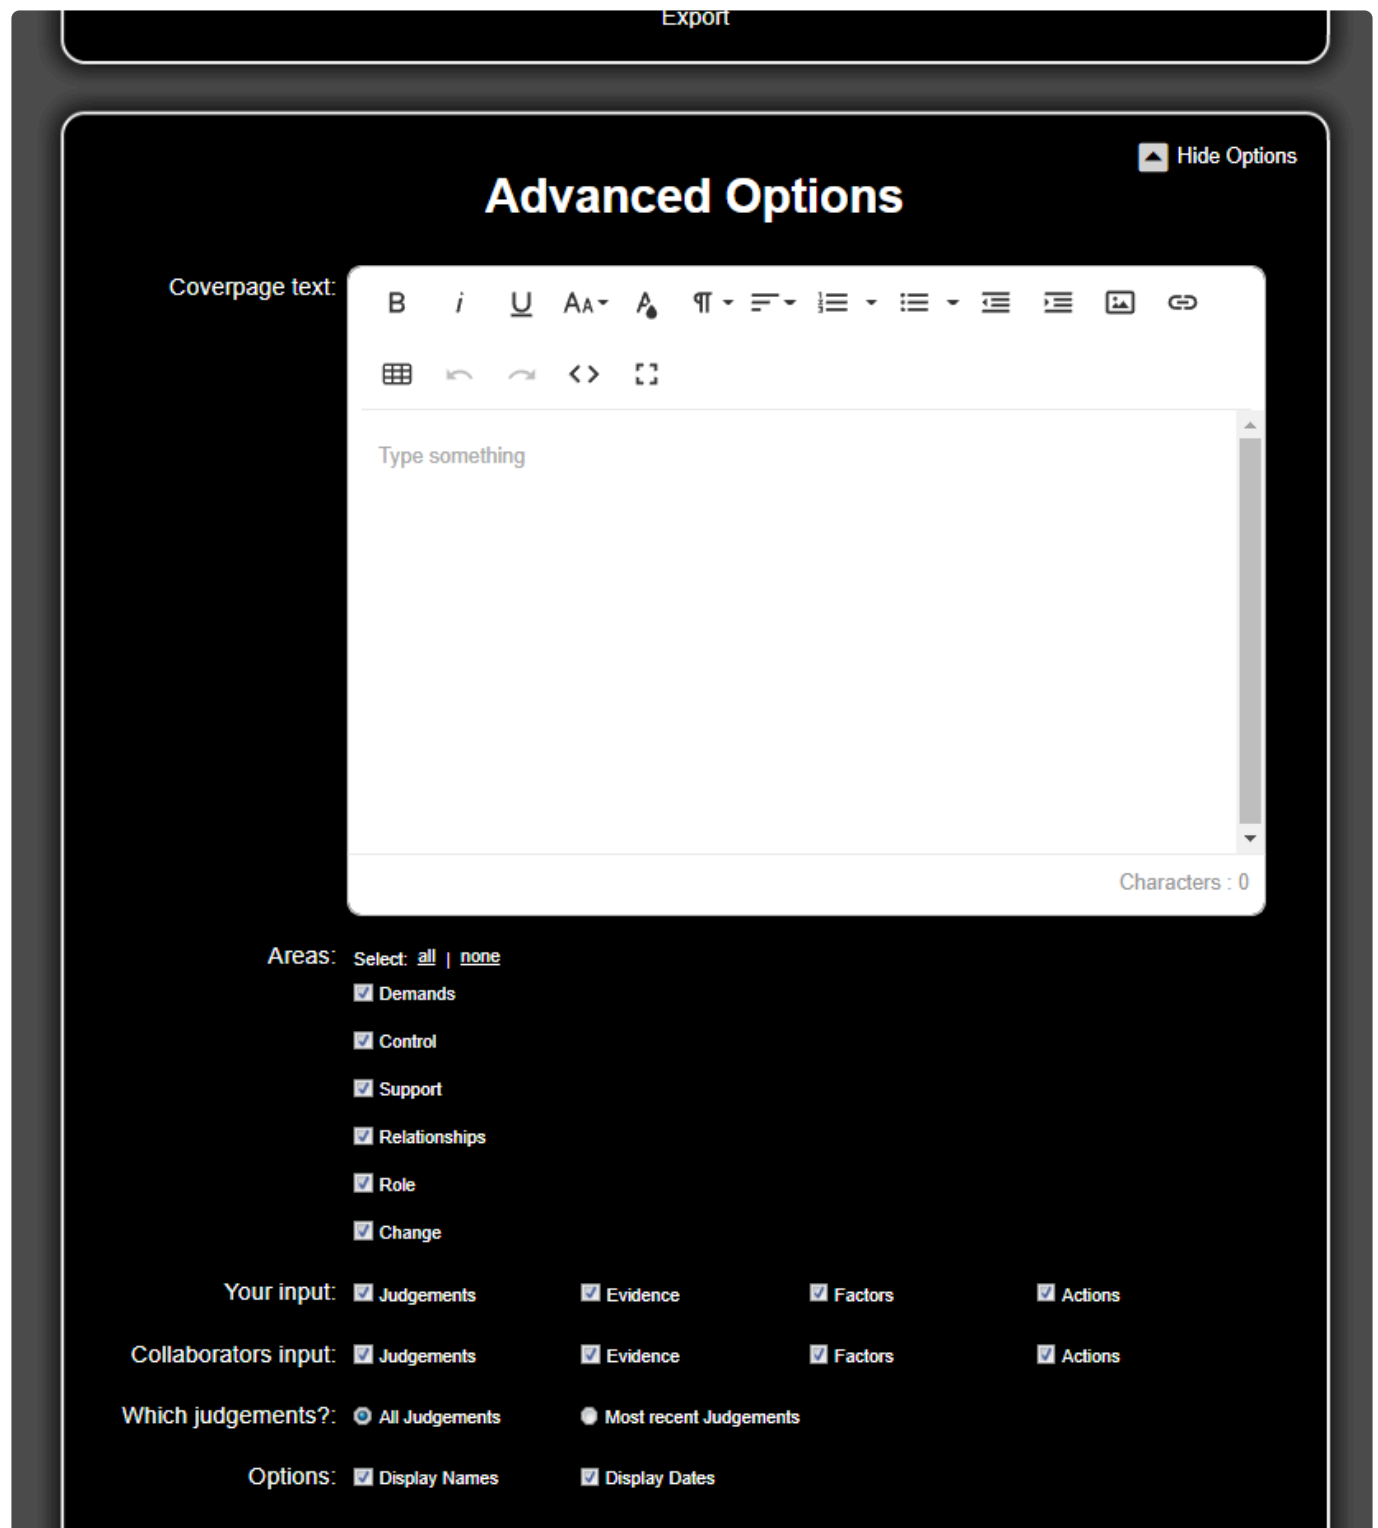 Export
Hide Options
Advanced Options
Coverpage text:
Type something
Characters : 0
Areas: Select: all | none
Demands
Control
Support
Relationships
Role
Change
Your input: Judgements Evidence Factors Actions
Collaborators input: Judgements Evidence Factors Actions
Which judgements?: All Judgements Most recent Judgements
Options: Display Names Display Dates